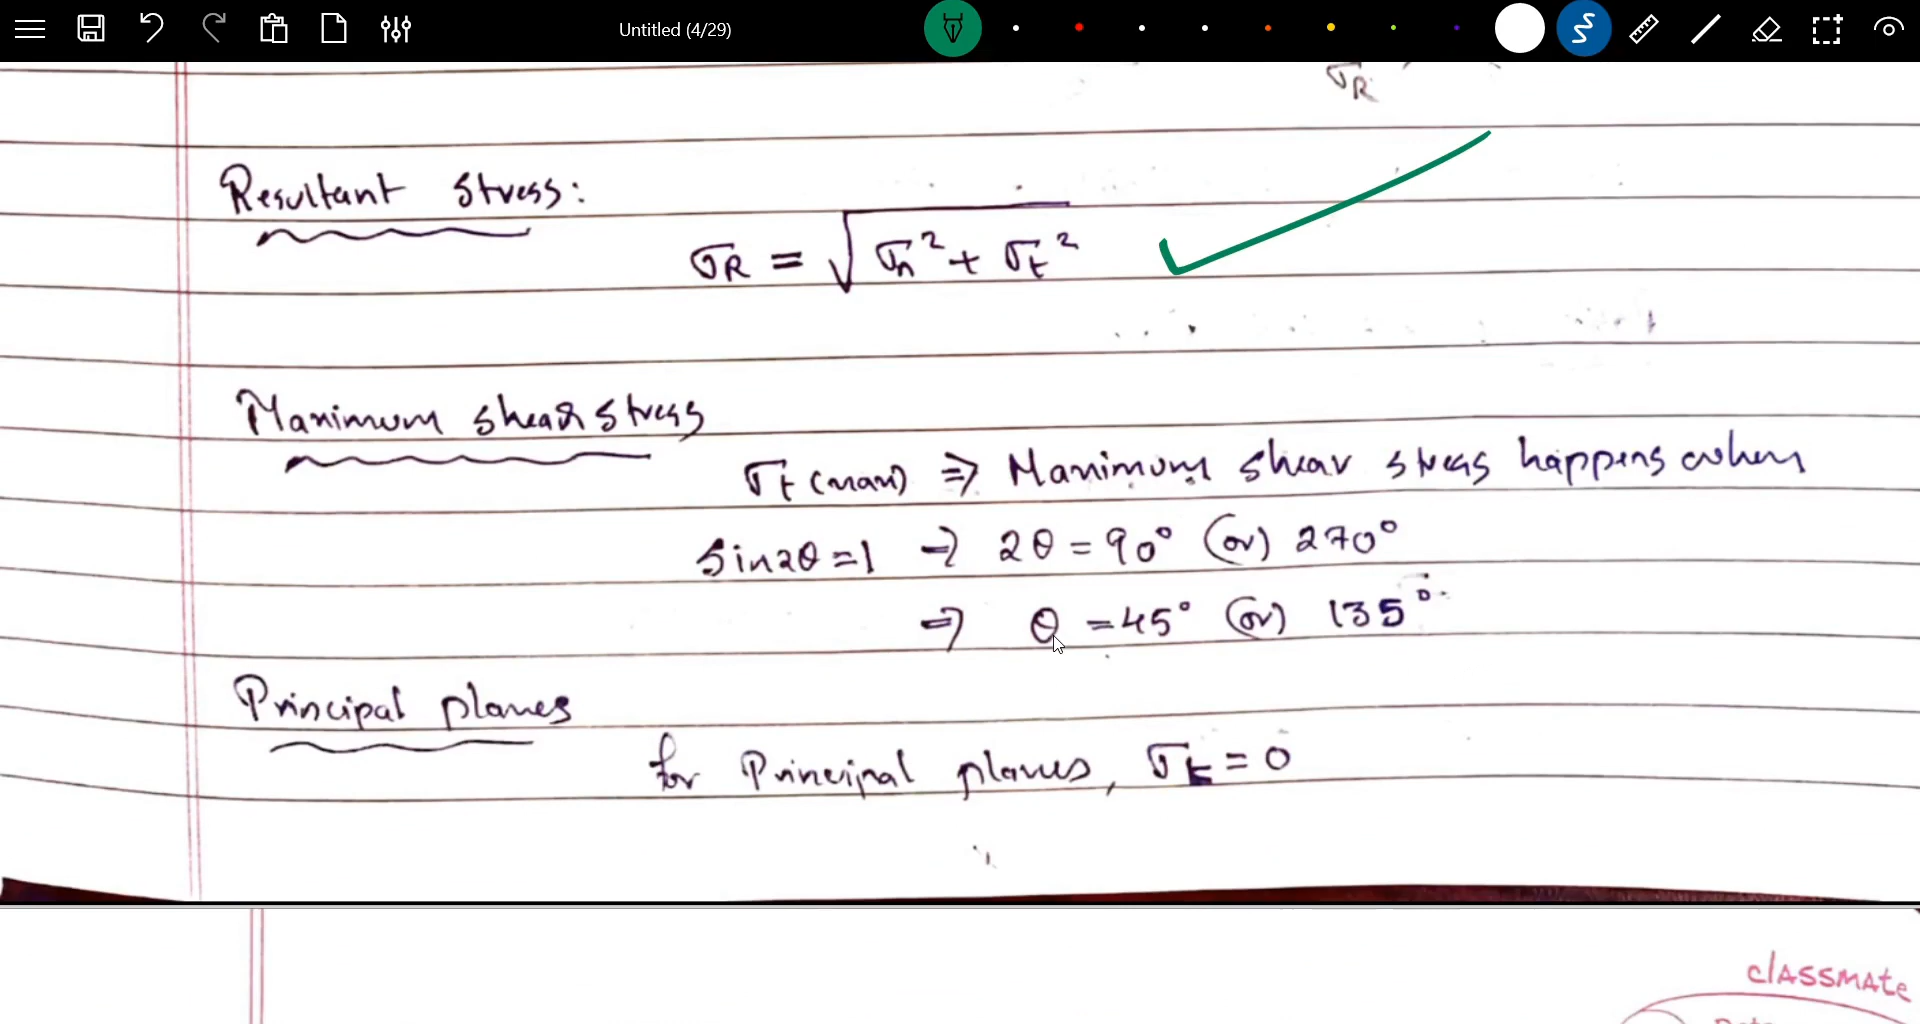 Untitled (4/29)
σR
Resultant stress:
σR = √σn² + σt²
Maximum shear stress
σt (max) ⇒ Maximum shear stress happens when
sin2θ=1 ⇒ 2θ = 90° (or) 270°
⇒ θ = 45° (or) 135°
Principal planes
for Principal planes, σt = 0
classmate